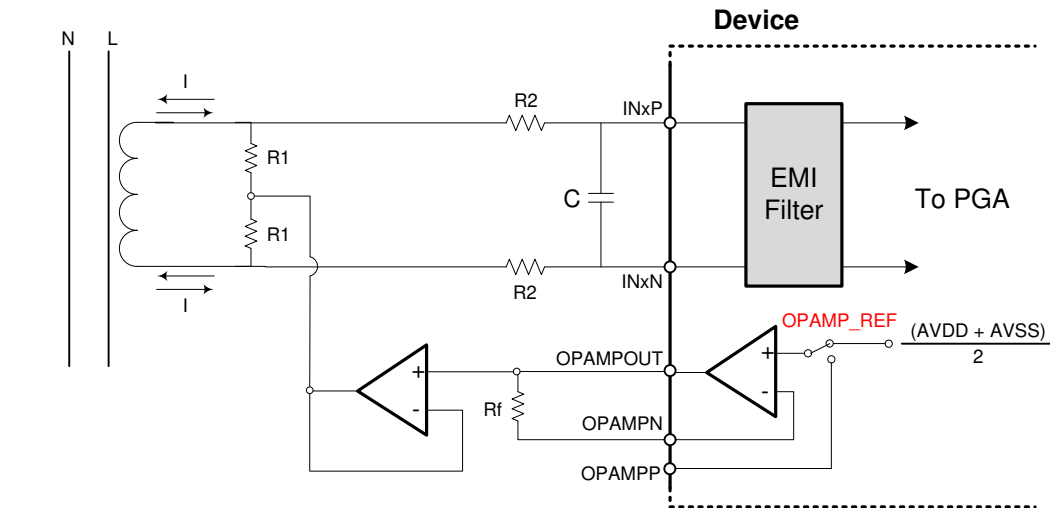 Device
N L
I
R2
INxP
R1
EMI
Filter
To PGA
C
R1
I
R2
INxN
OPAMP_REF
(AVDD + AVSS)
2
OPAMPOUT
+
-
+
-
Rf
OPAMPN
OPAMPP